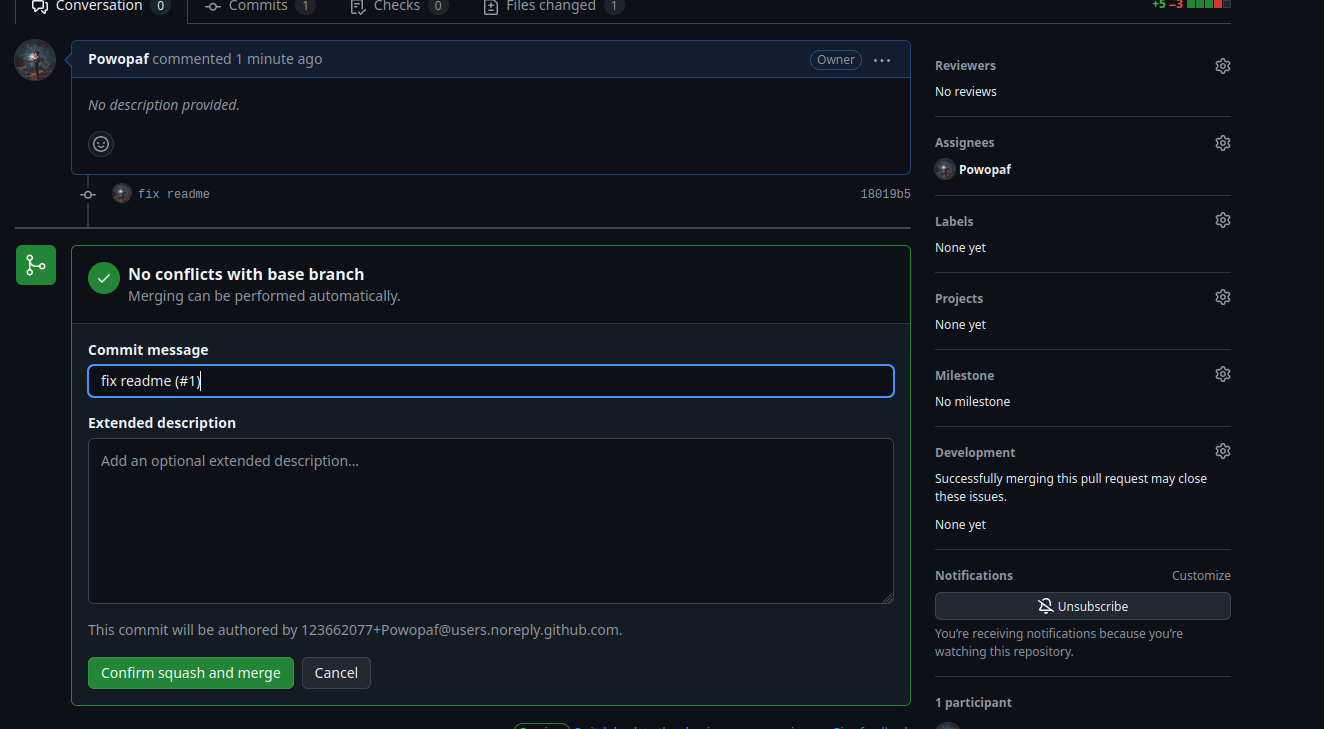 Conversation 0 Commits 1 Checks 0 Files changed 1 +5 −3
Powopaf commented 1 minute ago Owner
No description provided.
fix readme 18019b5
No conflicts with base branch
Merging can be performed automatically.
Commit message
fix readme (#1)
Extended description
Add an optional extended description...
This commit will be authored by 123662077+Powopaf@users.noreply.github.com.
Confirm squash and merge Cancel
Reviewers
No reviews
Assignees
Powopaf
Labels
None yet
Projects
None yet
Milestone
No milestone
Development
Successfully merging this pull request may close
these issues.
None yet
Notifications Customize
Unsubscribe
You're receiving notifications because you're
watching this repository.
1 participant